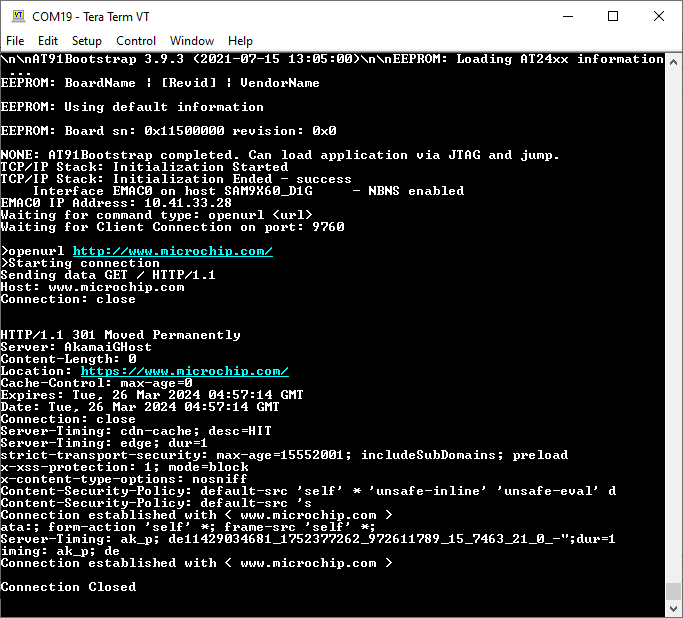 COM19 - Tera Term VT
File Edit Setup Control Window Help
\n\nAT91Bootstrap 3.9.3 (2021-07-15 13:05:00)\n\nEEPROM: Loading AT24xx information
 ...
EEPROM: BoardName | [Revid] | VendorName
EEPROM: Using default information
EEPROM: Board sn: 0x11500000 revision: 0x0
NONE: AT91Bootstrap completed. Can load application via JTAG and jump.
TCP/IP Stack: Initialization Started
TCP/IP Stack: Initialization Ended - success
    Interface EMAC0 on host SAM9X60_D1G     - NBNS enabled
EMAC0 IP Address: 10.41.33.28
Waiting for command type: openurl <url>
Waiting for Client Connection on port: 9760
>openurl http://www.microchip.com/
>Starting connection
Sending data GET / HTTP/1.1
Host: www.microchip.com
Connection: close
HTTP/1.1 301 Moved Permanently
Server: AkamaiGHost
Content-Length: 0
Location: https://www.microchip.com/
Cache-Control: max-age=0
Expires: Tue, 26 Mar 2024 04:57:14 GMT
Date: Tue, 26 Mar 2024 04:57:14 GMT
Connection: close
Server-Timing: cdn-cache; desc=HIT
Server-Timing: edge; dur=1
strict-transport-security: max-age=15552001; includeSubDomains; preload
x-xss-protection: 1; mode=block
x-content-type-options: nosniff
Content-Security-Policy: default-src 'self' * 'unsafe-inline' 'unsafe-eval' d
Content-Security-Policy: default-src 's
Connection established with < www.microchip.com >
ata:; form-action 'self' *; frame-src 'self' *;
Server-Timing: ak_p; de11429034681_1752377262_972611789_15_7463_21_0_-";dur=1
iming: ak_p; de
Connection established with < www.microchip.com >
Connection Closed